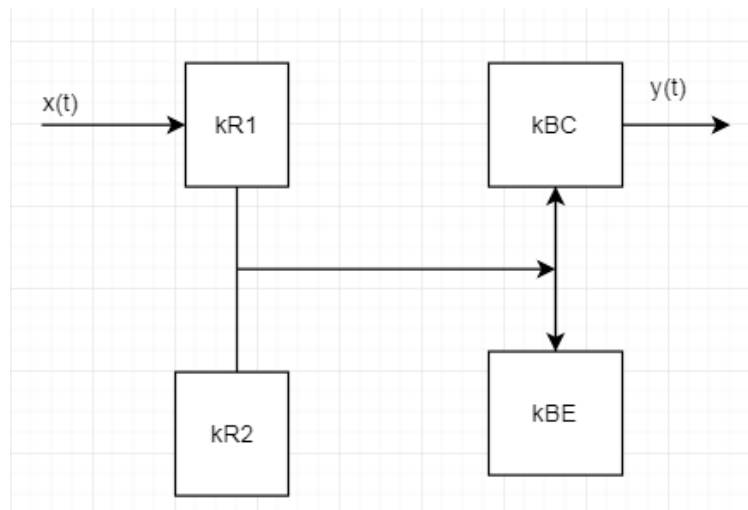 x(t)
kR1
kBC
y(t)
kR2
kBE